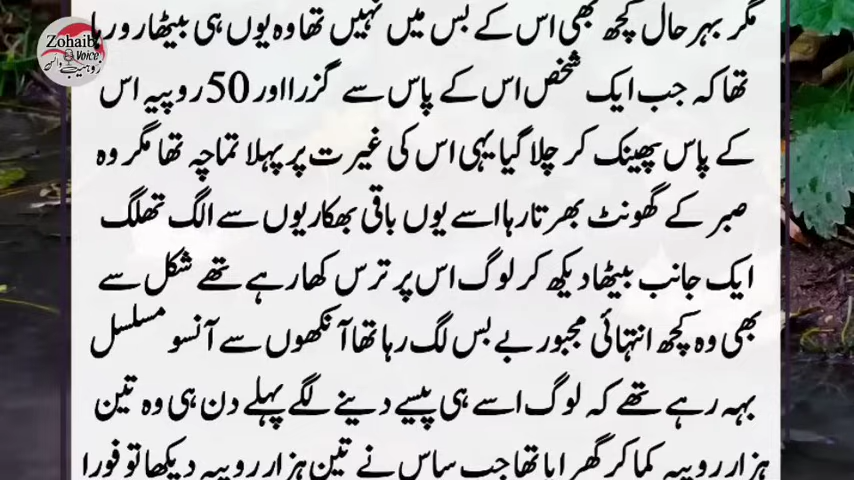 Zohaib
Voice
زوہیب وائس
مگر بہر حال کچھ بھی اس کے بس میں نہیں تھا وہ یوں ہی بیٹھا رو رہا
تھا کہ جب ایک شخص اس کے پاس سے گزرا اور 50 روپیہ اس
کے پاس پھینک کر چلا گیا یہی اس کی غیرت پر پہلا تماچہ تھا مگر وہ
صبر کے گھونٹ بھرتا رہا اسے یوں باقی بھکاریوں سے الگ تھلگ
ایک جانب بیٹھا دیکھ کر لوگ اس پر ترس کھا رہے تھے شکل سے
بھی وہ کچھ انتہائی مجبور بے بس لگ رہا تھا آنکھوں سے آنسو مسلسل
بہہ رہے تھے کہ لوگ اسے ہی پیسے دینے لگے پہلے دن ہی وہ تین
ہزار روپیہ کما کر گھر آیا تھا جب ساس نے تین ہزار روپیہ دیکھا تو فورا